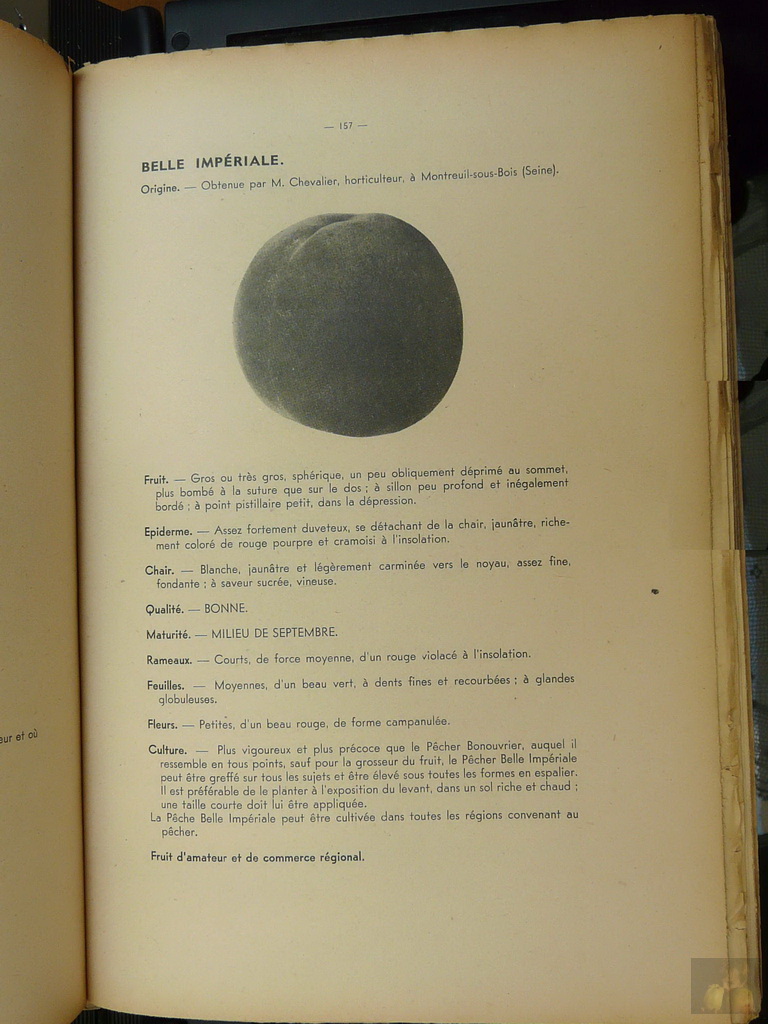 — 157 —
BELLE IMPÉRIALE.
Origine. — Obtenue par M. Chevalier, horticulteur, à Montreuil-sous-Bois (Seine).
Fruit. — Gros ou très gros, sphérique, un peu obliquement déprimé au sommet,
plus bombé à la suture que sur le dos ; à sillon peu profond et inégalement
bordé ; à point pistillaire petit, dans la dépression.
Epiderme. — Assez fortement duveteux, se détachant de la chair, jaunâtre, riche-
ment coloré de rouge pourpre et cramoisi à l'insolation.
Chair. — Blanche, jaunâtre et légèrement carminée vers le noyau, assez fine,
fondante ; à saveur sucrée, vineuse.
Qualité. — BONNE.
Maturité. — MILIEU DE SEPTEMBRE.
Rameaux. — Courts, de force moyenne, d'un rouge violacé à l'insolation.
Feuilles. — Moyennes, d'un beau vert, à dents fines et recourbées ; à glandes
globuleuses.
Fleurs. — Petites, d'un beau rouge, de forme campanulée.
Culture. — Plus vigoureux et plus précoce que le Pêcher Bonouvrier, auquel il
ressemble en tous points, sauf pour la grosseur du fruit, le Pêcher Belle Impériale
peut être greffé sur tous les sujets et être élevé sous toutes les formes en espalier.
Il est préférable de le planter à l'exposition du levant, dans un sol riche et chaud ;
une taille courte doit lui être appliquée.
La Pêche Belle Impériale peut être cultivée dans toutes les régions convenant au
pêcher.
Fruit d'amateur et de commerce régional.
eur et où